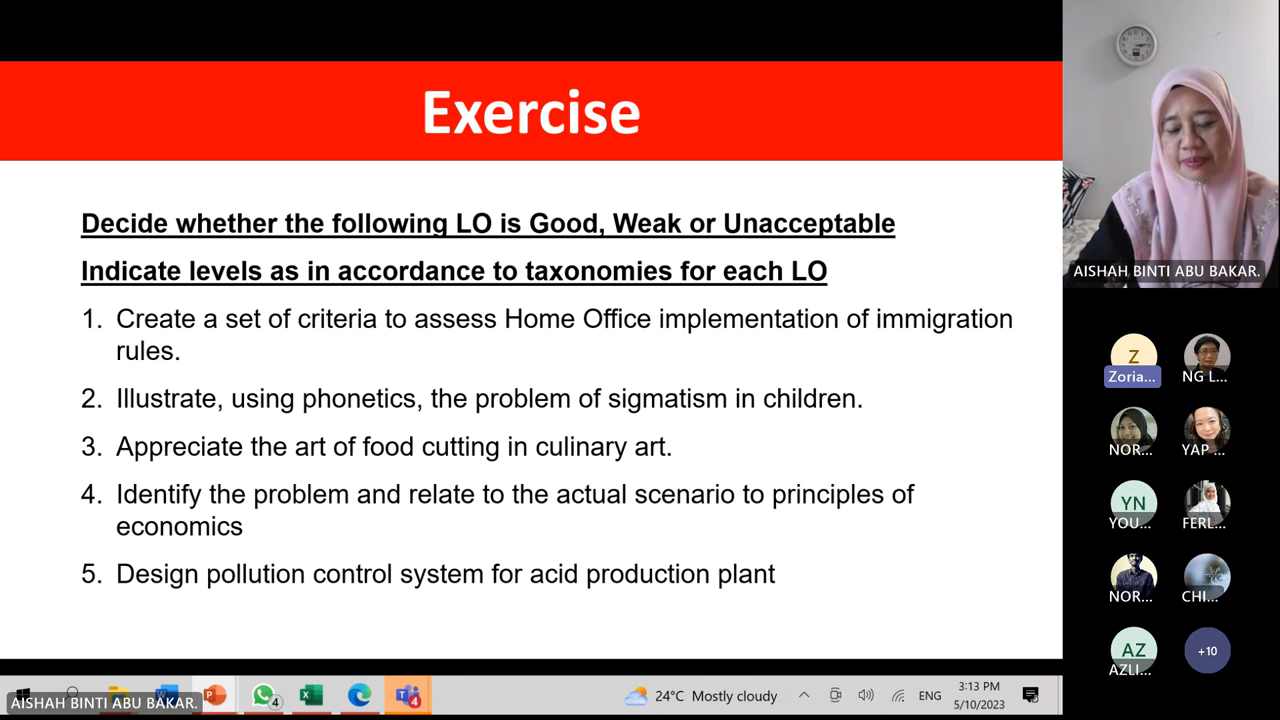 Exercise
Decide whether the following LO is Good, Weak or Unacceptable
Indicate levels as in accordance to taxonomies for each LO
1. Create a set of criteria to assess Home Office implementation of immigration
rules.
2. Illustrate, using phonetics, the problem of sigmatism in children.
3. Appreciate the art of food cutting in culinary art.
4. Identify the problem and relate to the actual scenario to principles of
economics
5. Design pollution control system for acid production plant
AISHAH BINTI ABU BAKAR.
Z
Zoria...
NG L...
NOR...
YAP ...
YN
YOU...
FERL...
NOR...
CHI...
AZ
AZLI...
+10
AISHAH BINTI ABU BAKAR.
W
P
4
X
T
4
24°C Mostly cloudy
ENG
3:13 PM
5/10/2023